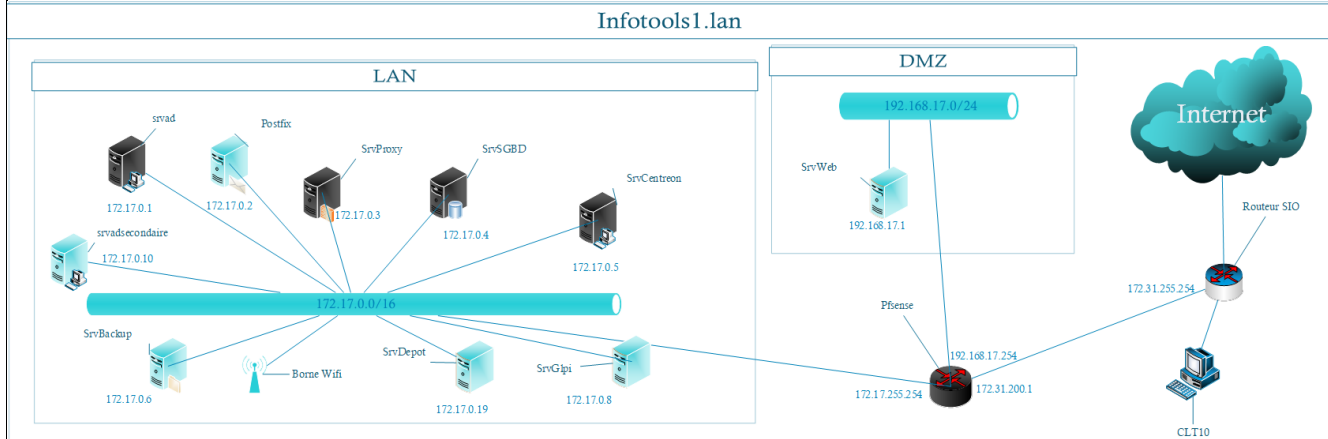 Infotools1.lan
LAN
DMZ
srvad
172.17.0.1
Postfix
172.17.0.2
SrvProxy
172.17.0.3
SrvSGBD
172.17.0.4
SrvCentreon
172.17.0.5
srvadsecondaire
172.17.0.10
172.17.0.0/16
SrvBackup
172.17.0.6
Borne Wifi
SrvDepot
172.17.0.19
SrvGlpi
172.17.0.8
192.168.17.0/24
SrvWeb
192.168.17.1
Internet
Routeur SIO
172.31.255.254
Pfsense
192.168.17.254
172.17.255.254
172.31.200.1
CLT10